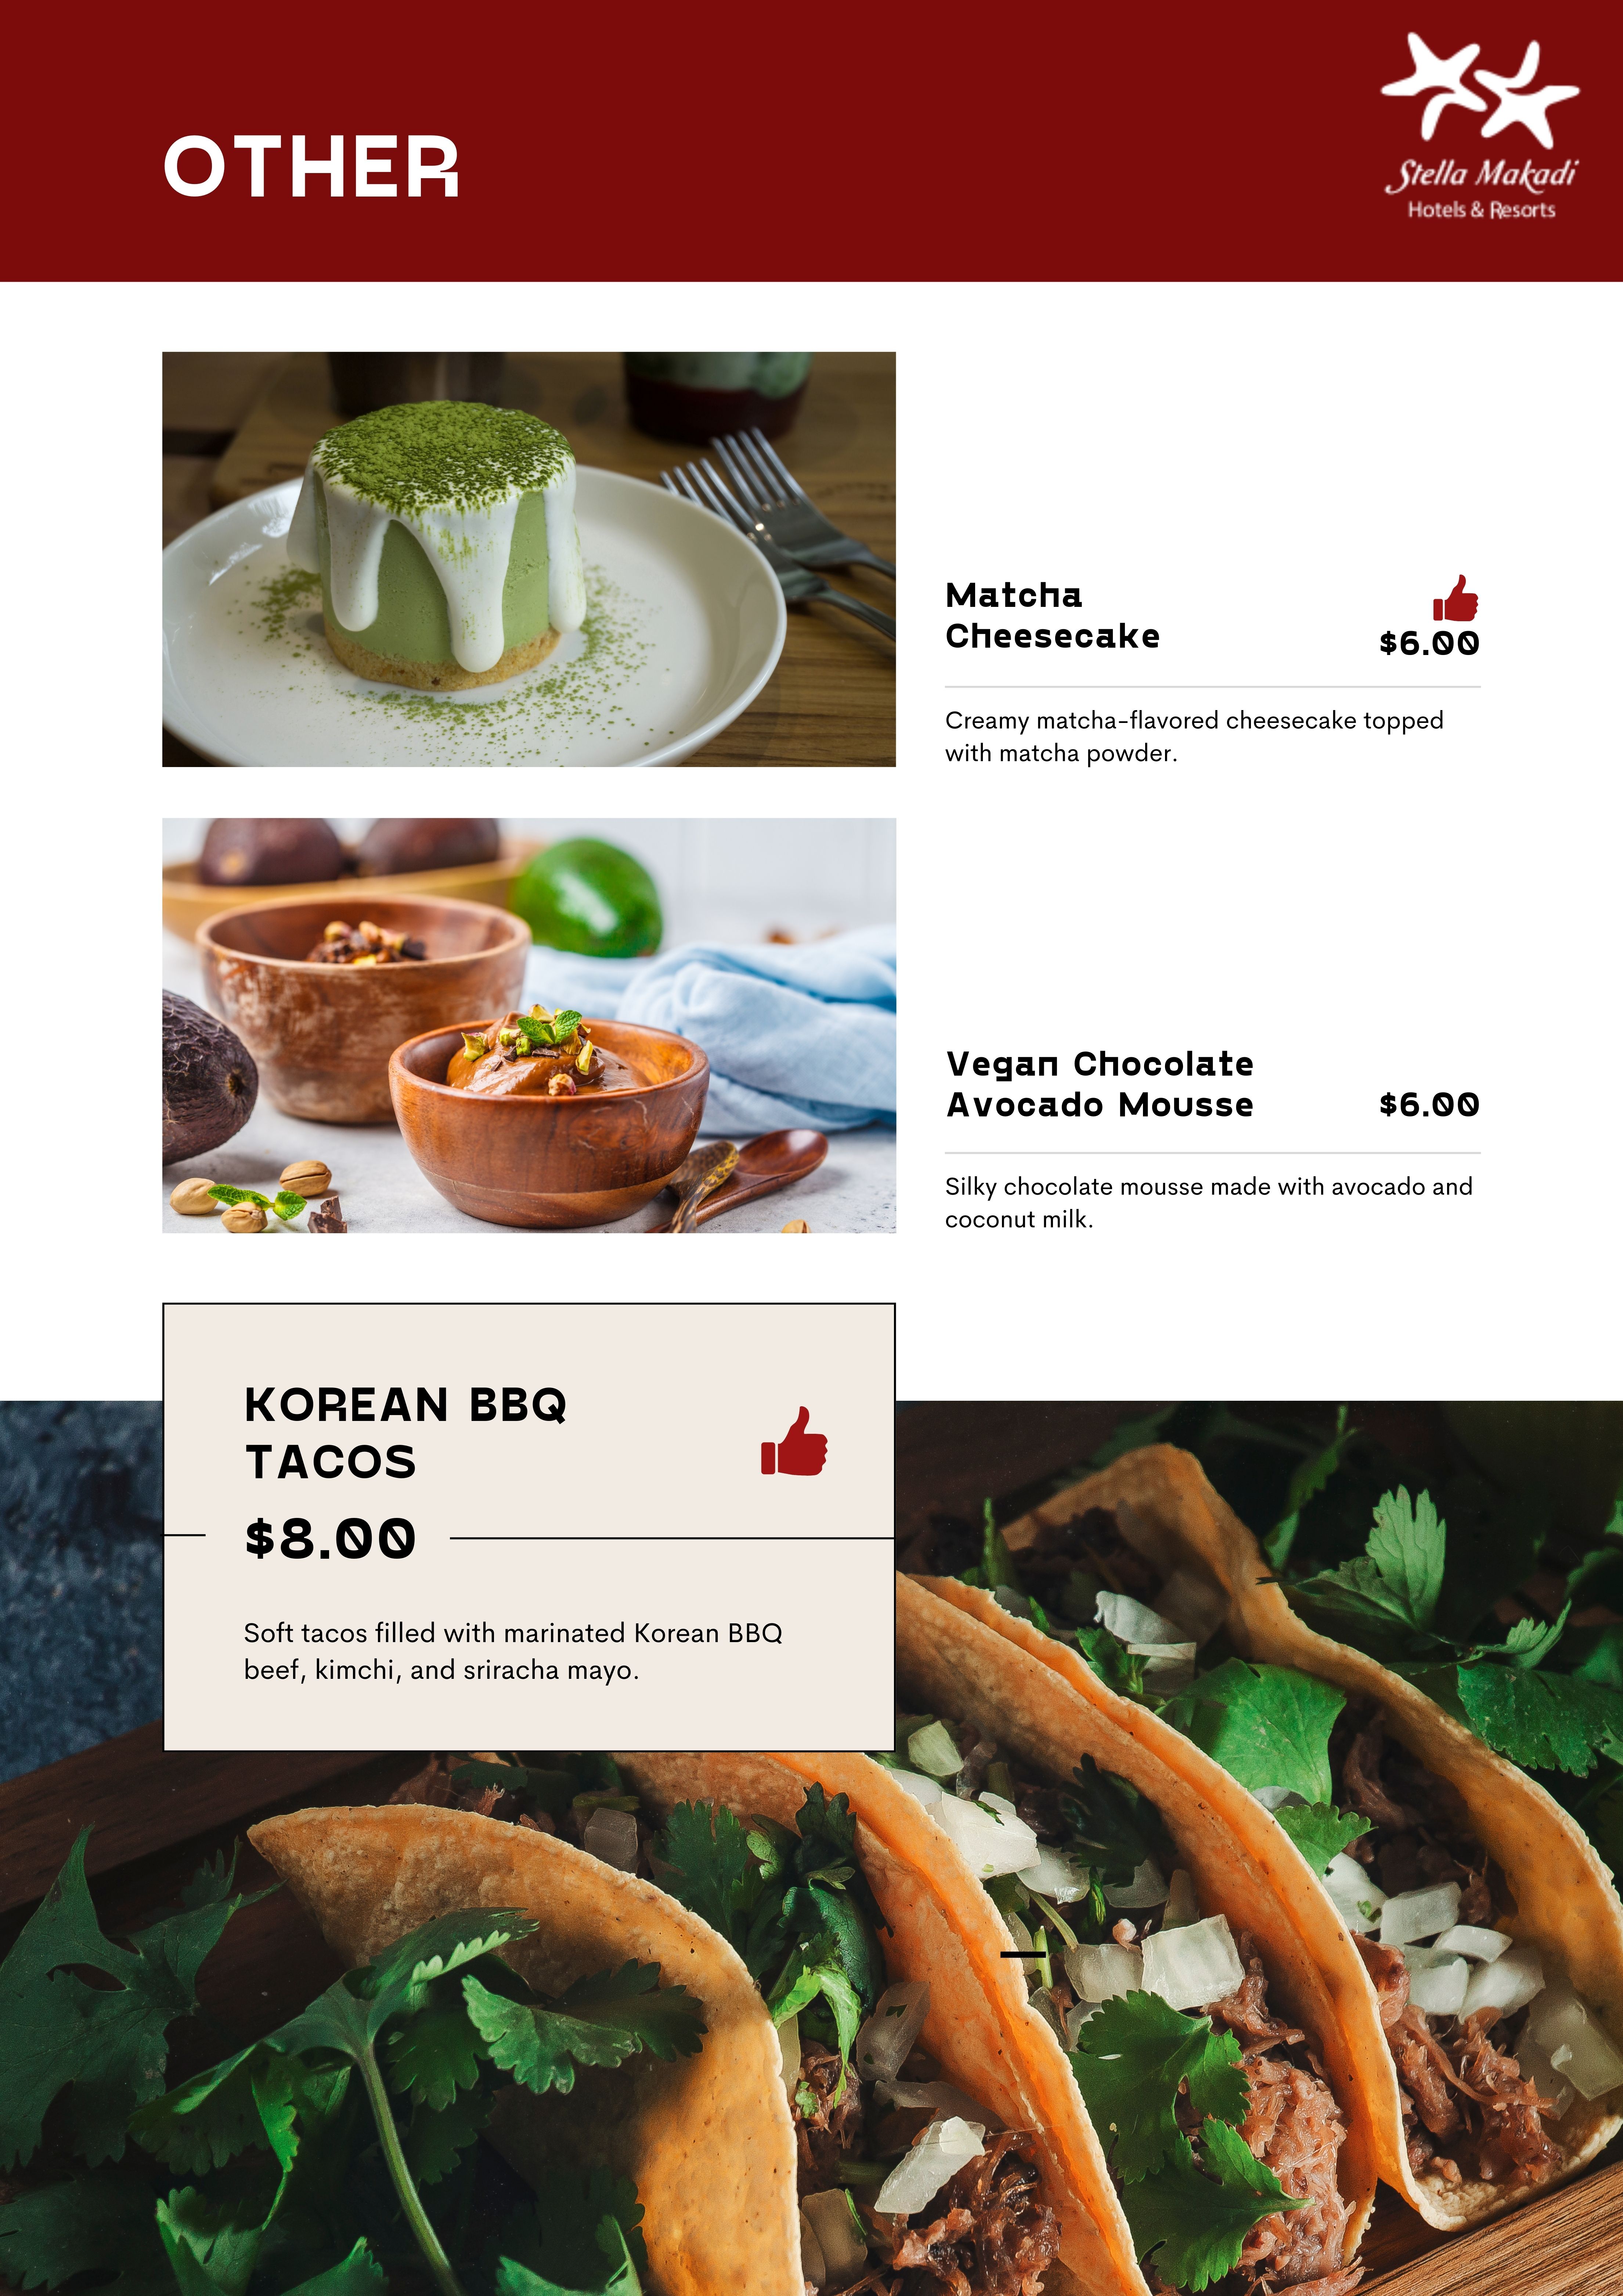 OTHER
Stella Makadi
Hotels & Resorts
Matcha
Cheesecake
$6.00
Creamy matcha-flavored cheesecake topped
with matcha powder.
Vegan Chocolate
Avocado Mousse
$6.00
Silky chocolate mousse made with avocado and
coconut milk.
KOREAN BBQ
TACOS
$8.00
Soft tacos filled with marinated Korean BBQ
beef, kimchi, and sriracha mayo.